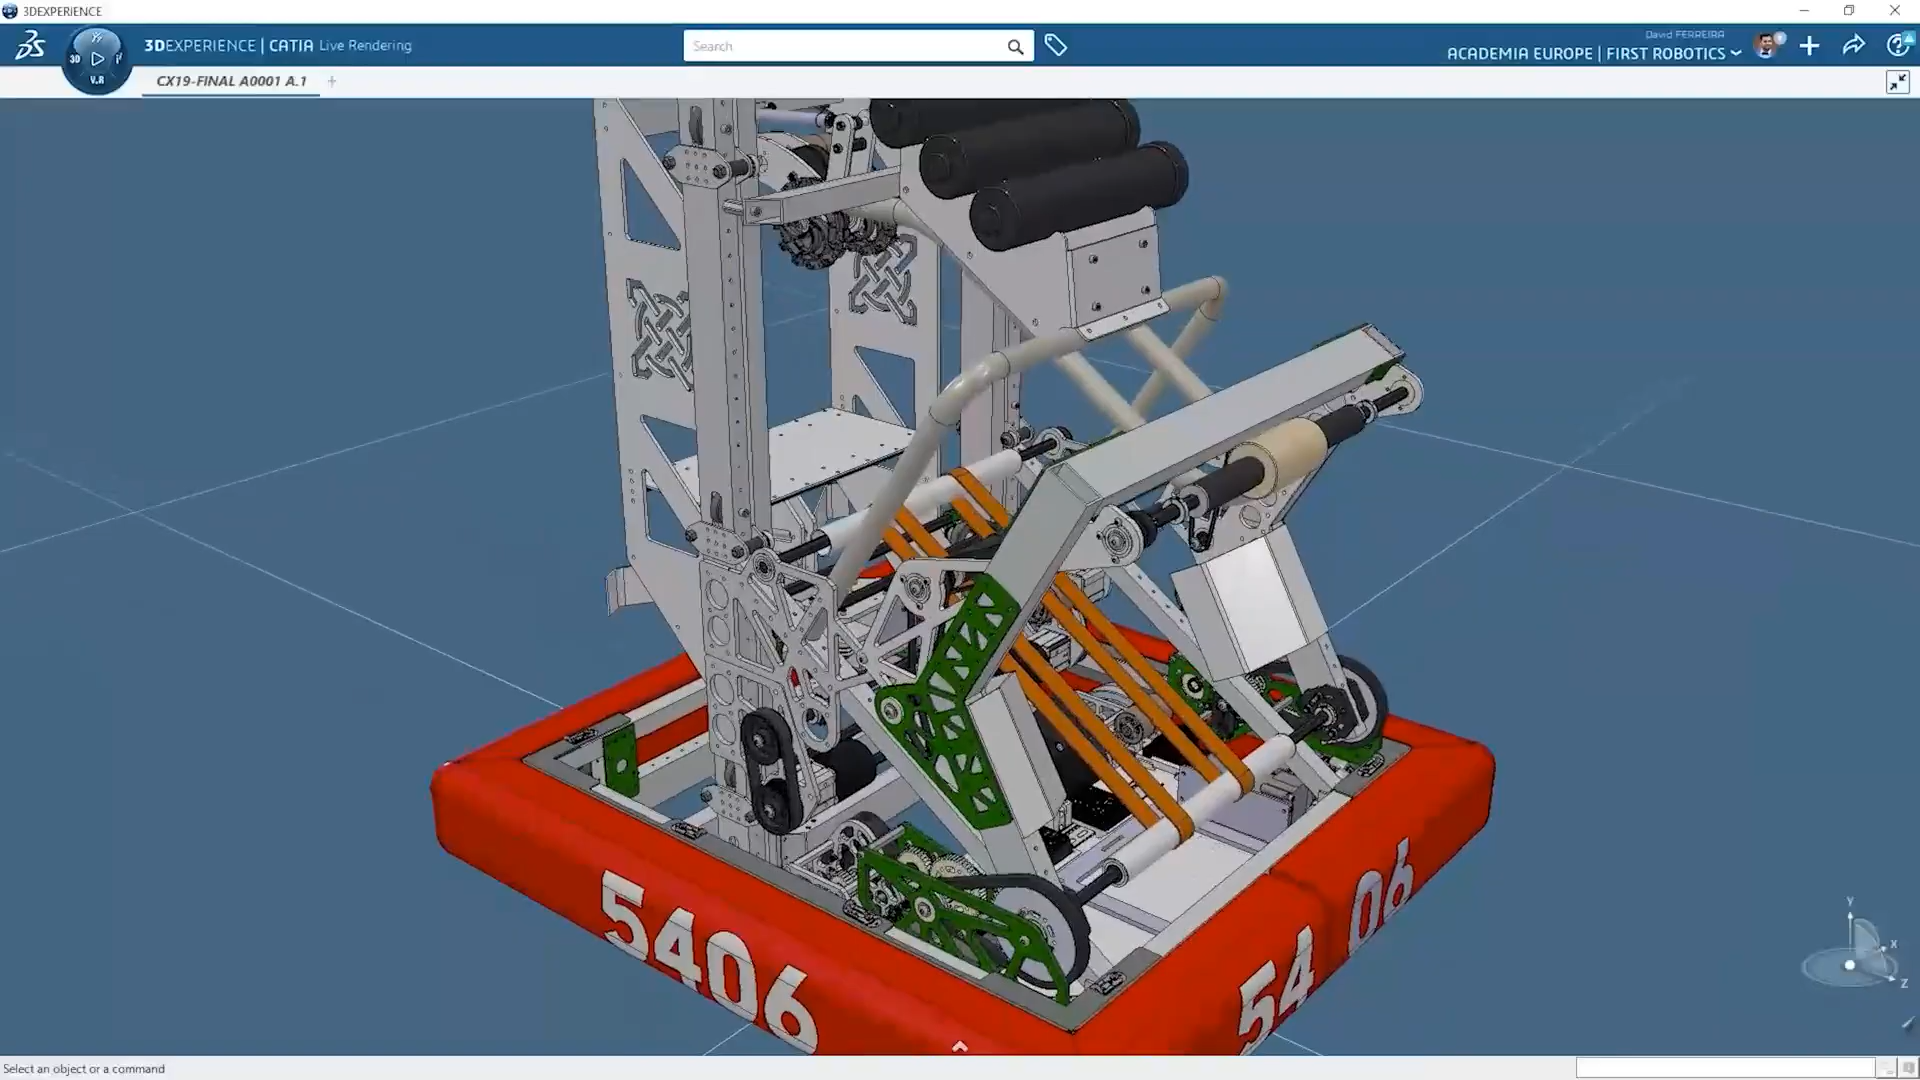 3DEXPERIENCE
3DEXPERIENCE | CATIA Live Rendering
3D
V.R
Search
David FERREIRA
ACADEMIA EUROPE | FIRST ROBOTICS
CX19-FINAL A0001 A.1
5406
54 06
Y
X
Z
Select an object or a command